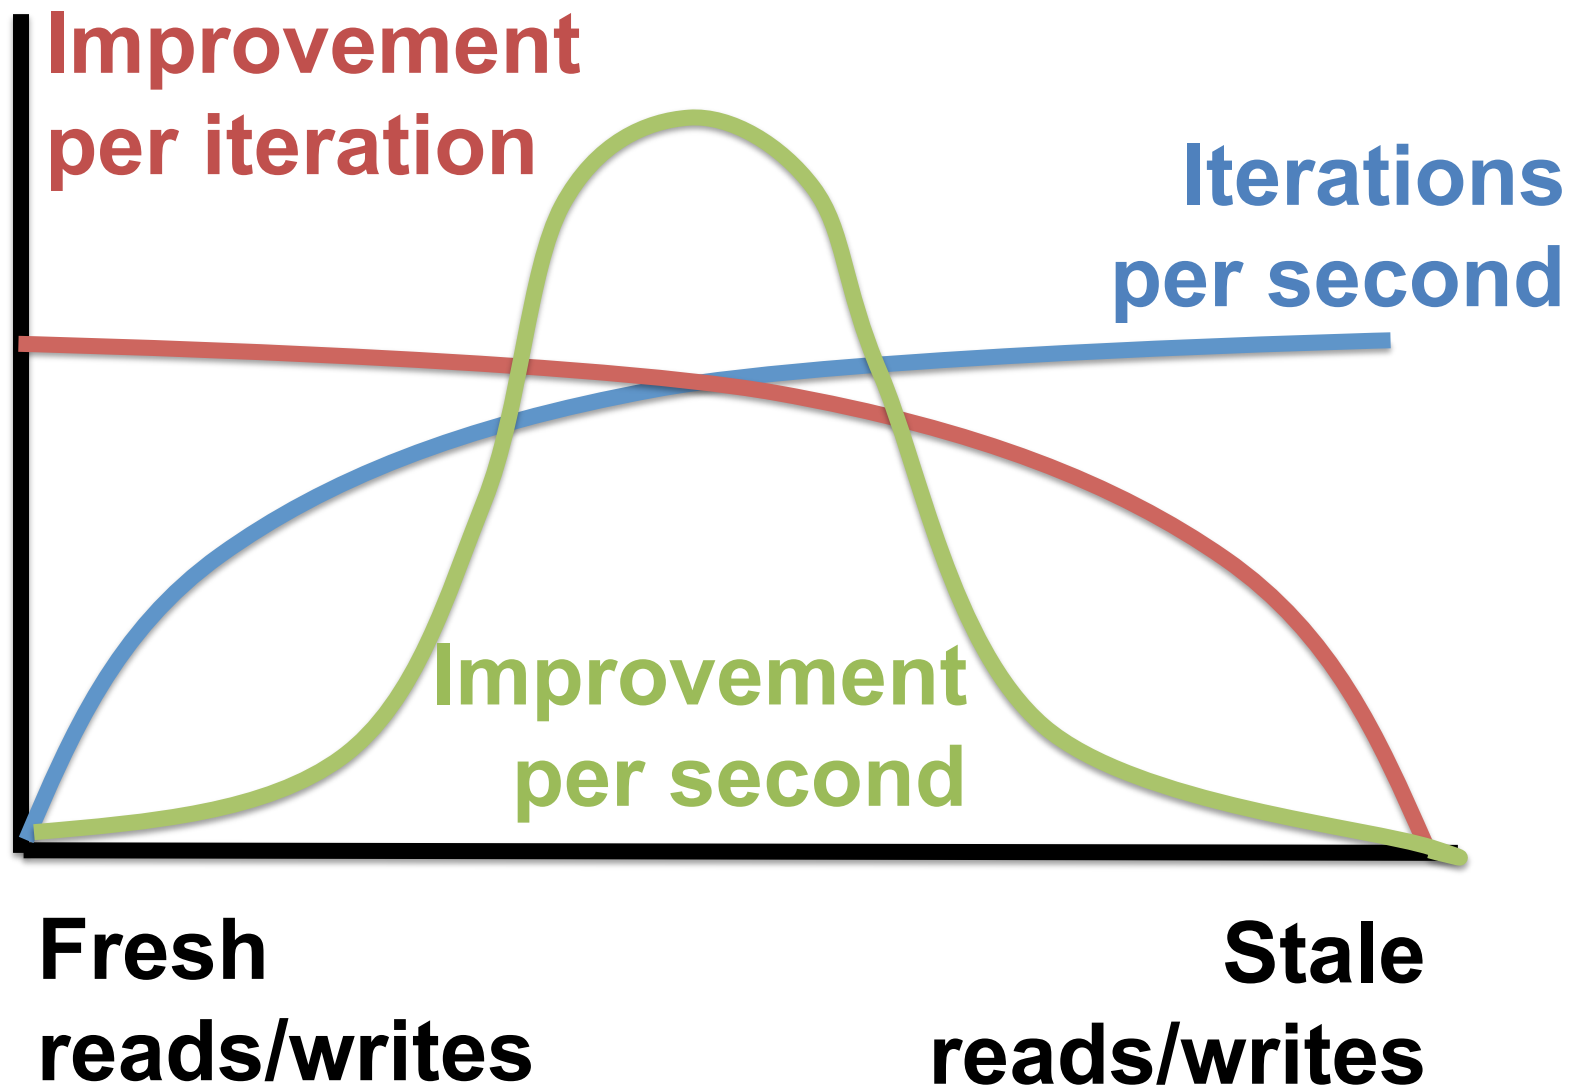 Improvement
per iteration
Iterations
per second
Improvement
per second
Fresh
reads/writes
Stale
reads/writes